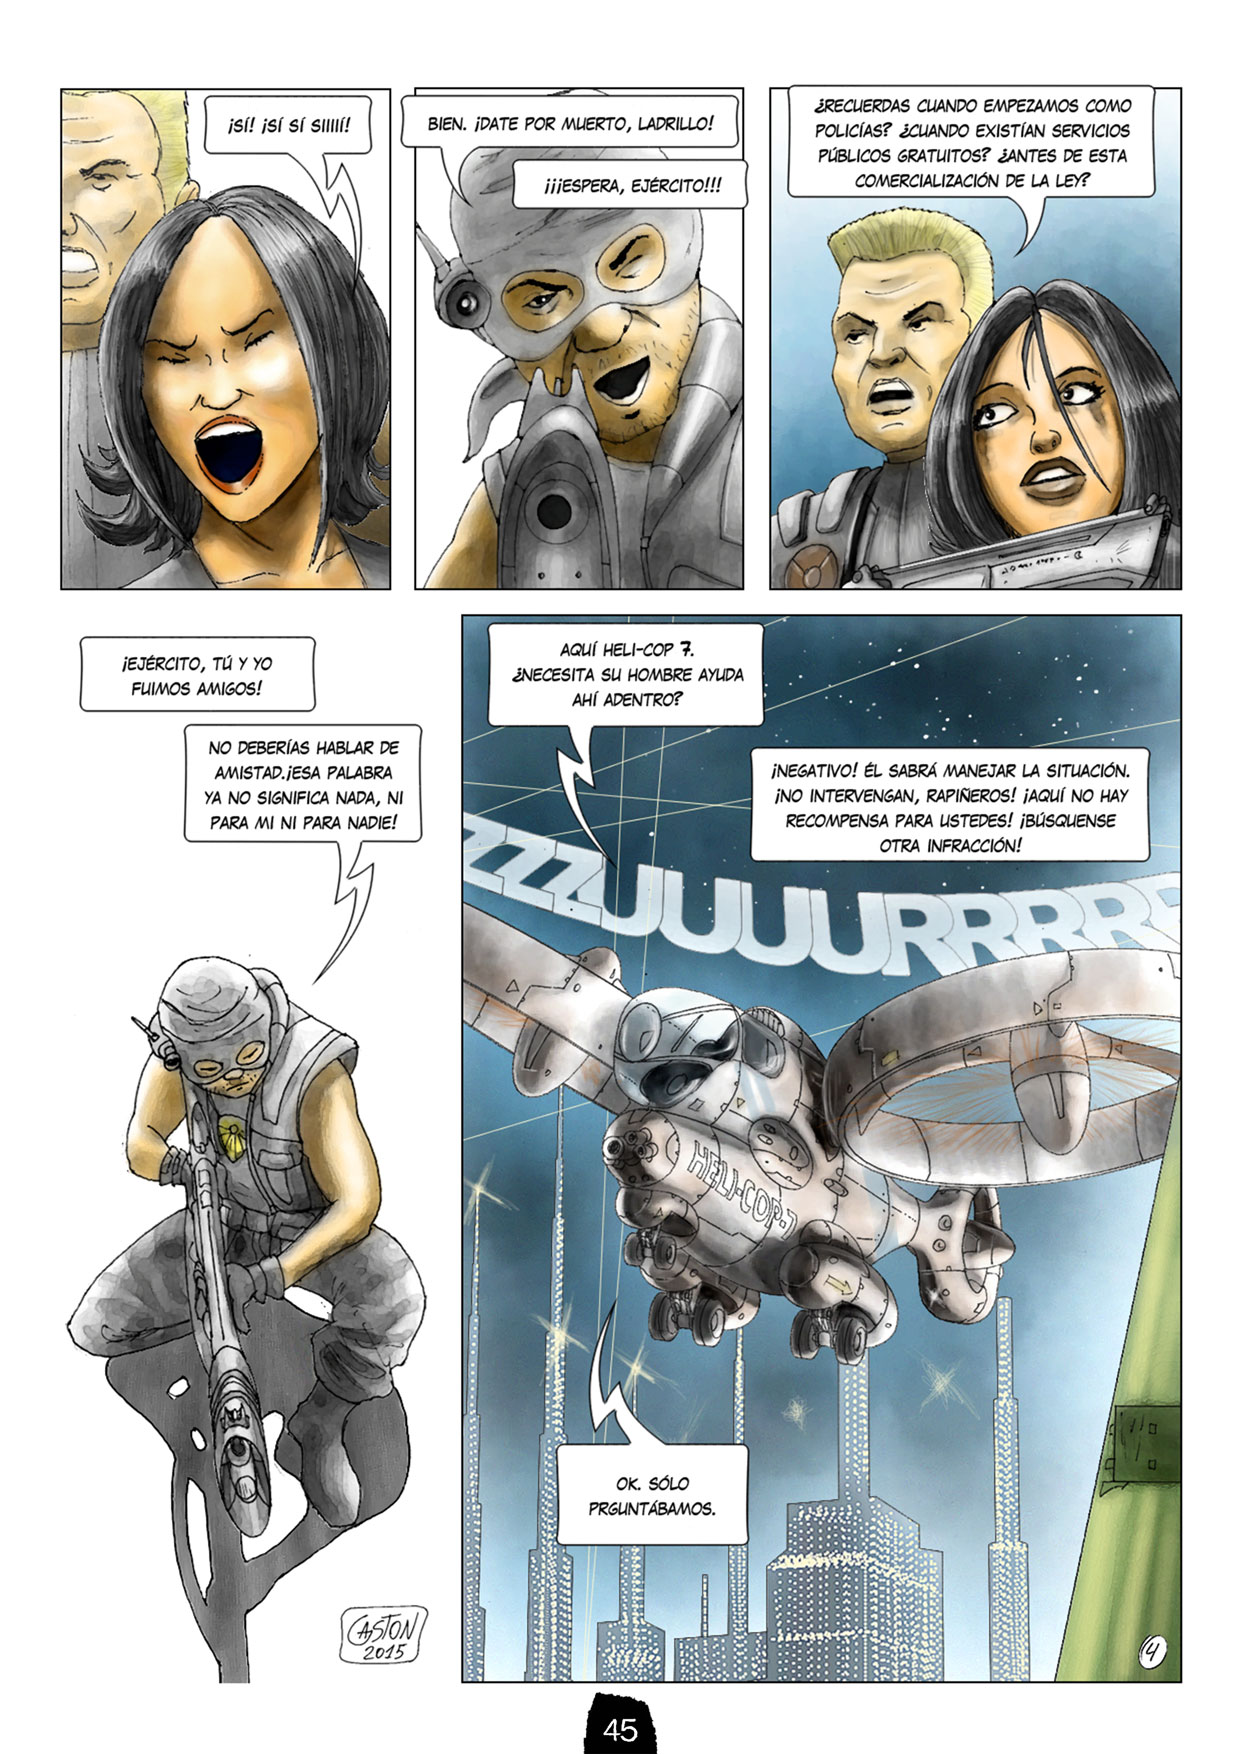 ¡SÍ! ¡SÍ SÍ SIIIIÍ!
BIEN. ¡DATE POR MUERTO, LADRILLO!
¡¡¡ESPERA, EJÉRCITO!!!
¿RECUERDAS CUANDO EMPEZAMOS COMO
POLICÍAS? ¿CUANDO EXISTÍAN SERVICIOS
PÚBLICOS GRATUITOS? ¿ANTES DE ESTA
COMERCIALIZACIÓN DE LA LEY?
¡EJÉRCITO, TÚ Y YO
FUIMOS AMIGOS!
NO DEBERÍAS HABLAR DE
AMISTAD.¡ESA PALABRA
YA NO SIGNIFICA NADA, NI
PARA MI NI PARA NADIE!
GASTON
2015
AQUÍ HELI-COP 7.
¿NECESITA SU HOMBRE AYUDA
AHÍ ADENTRO?
¡NEGATIVO! ÉL SABRÁ MANEJAR LA SITUACIÓN.
¡NO INTERVENGAN, RAPIÑEROS! ¡AQUÍ NO HAY
RECOMPENSA PARA USTEDES! ¡BÚSQUENSE
OTRA INFRACCIÓN!
ZZZZUUUUURRRRR
HELI-COP-7
OK. SÓLO
PRGUNTÁBAMOS.
4
45